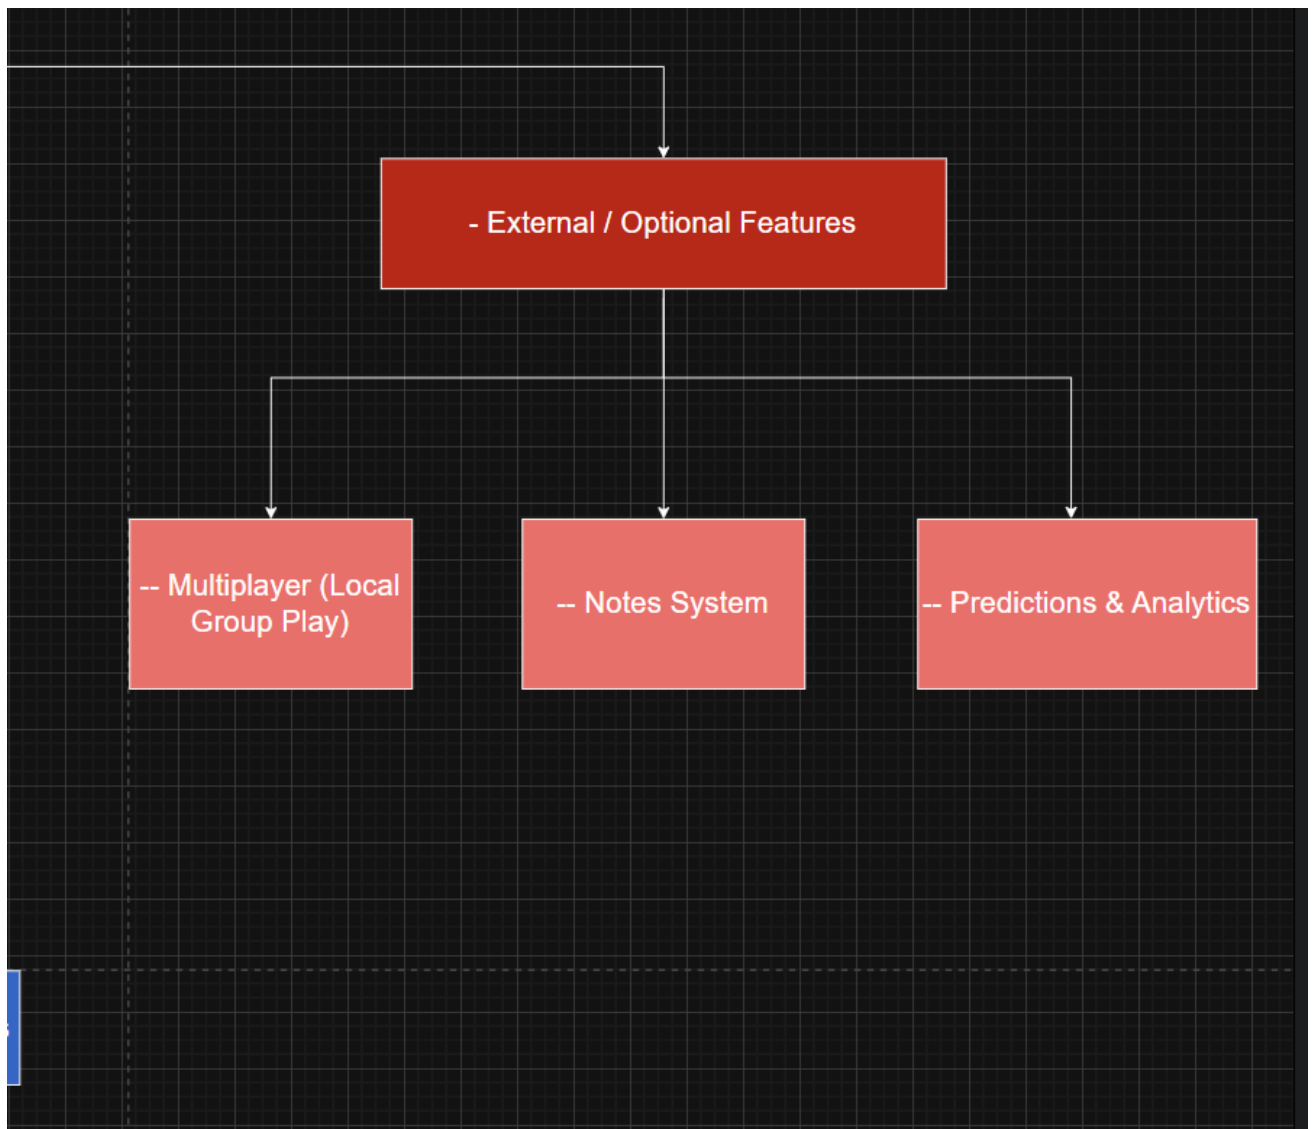 - External / Optional Features
-- Multiplayer (Local
Group Play)
-- Notes System
-- Predictions & Analytics